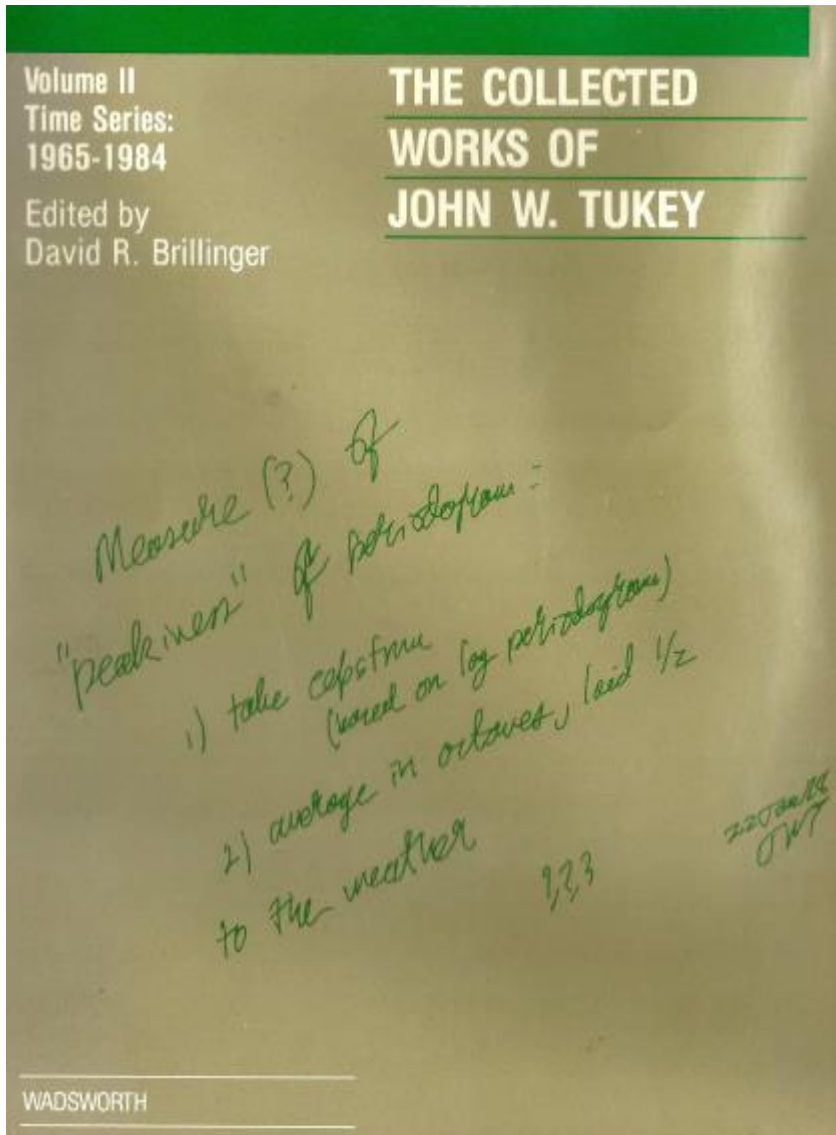 Volume II
Time Series:
1965-1984
Edited by
David R. Brillinger
THE COLLECTED
WORKS OF
JOHN W. TUKEY
Measure (?) of
"peakiness" of periodogram:
1) take cepstrum
(based on log periodogram)
2) average in octaves, laid 1/2
to the weather
???
JWT
WADSWORTH